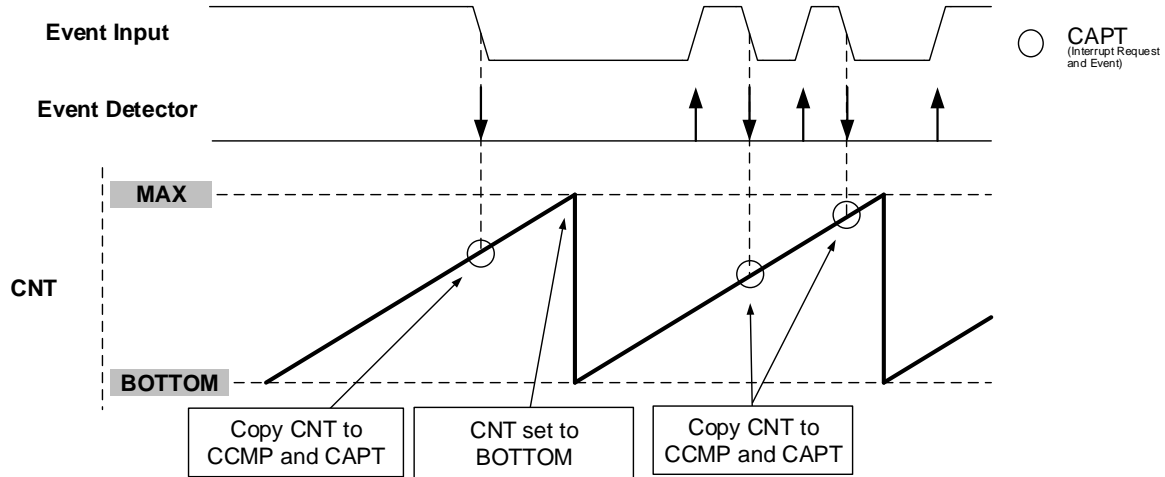 Event Input
CAPT
(Interrupt Request
and Event)
Event Detector
MAX
CNT
BOTTOM
Copy CNT to
CCMP and CAPT
CNT set to
BOTTOM
Copy CNT to
CCMP and CAPT